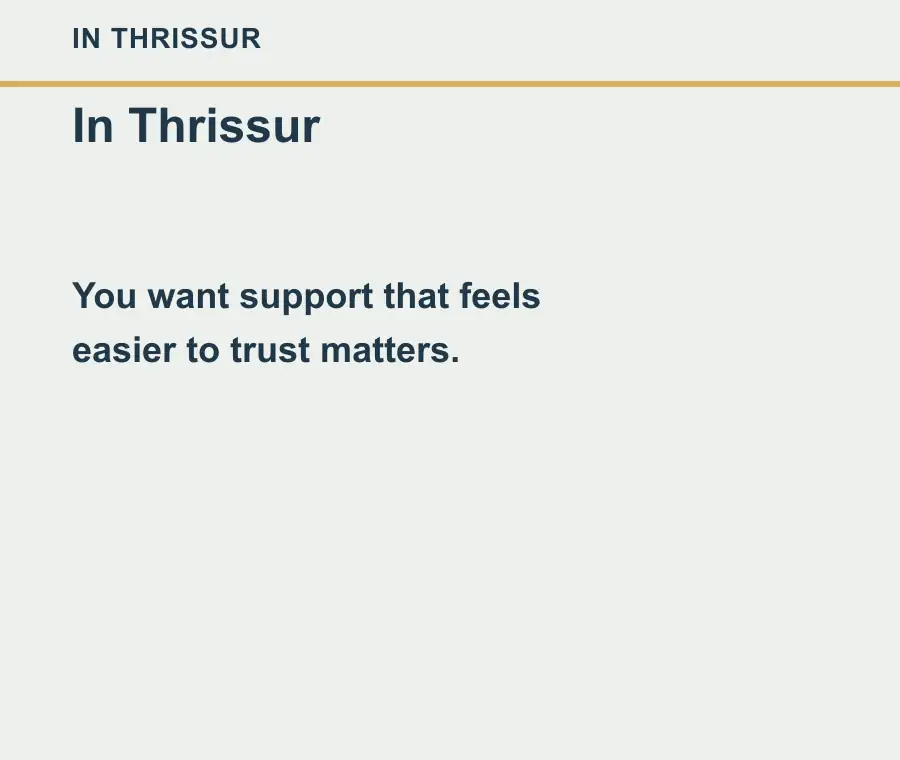 IN THRISSUR
In Thrissur
You want support that feels
easier to trust matters.